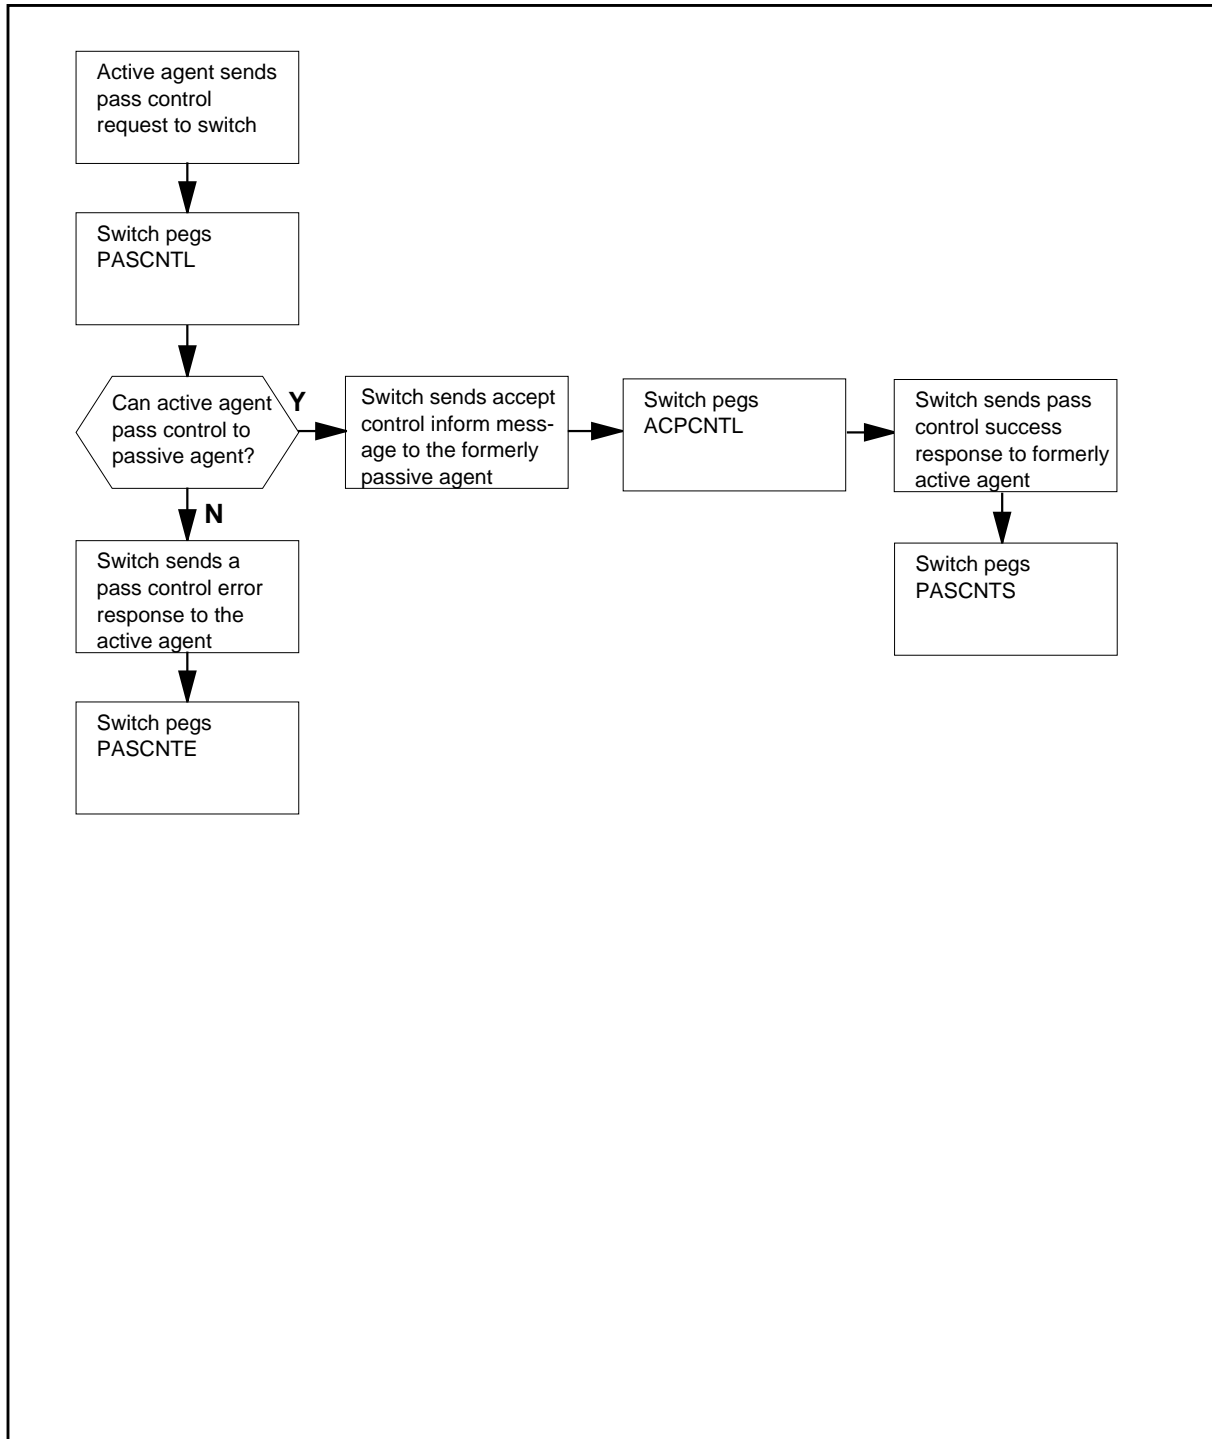 Active agent sends
pass control
request to switch
Switch pegs
PASCNTL
Can active agent
pass control to
passive agent?
Y
Switch sends accept
control inform mess-
age to the formerly
passive agent
Switch pegs
ACPCNTL
Switch sends pass
control success
response to formerly
active agent
N
Switch sends a
pass control error
response to the
active agent
Switch pegs
PASCNTS
Switch pegs
PASCNTE